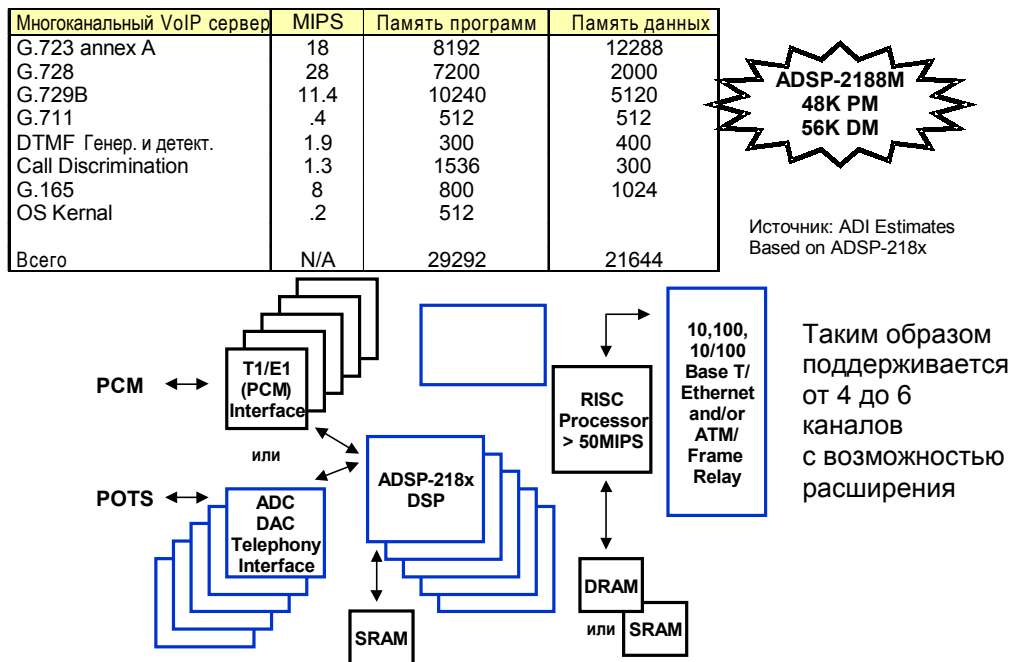 Многоканальный VoIP сервер MIPS Память программ Память данных
G.723 annex A 18 8192 12288
G.728 28 7200 2000
G.729B 11.4 10240 5120
G.711 .4 512 512
DTMF Генер. и детект. 1.9 300 400
Call Discrimination 1.3 1536 300
G.165 8 800 1024
OS Kernal .2 512
Всего N/A 29292 21644
ADSP-2188M
48K PM
56K DM
Источник: ADI Estimates
Based on ADSP-218x
PCM
T1/E1
(PCM)
Interface
или
POTS
ADC
DAC
Telephony
Interface
ADSP-218x
DSP
SRAM
RISC
Processor
> 50MIPS
DRAM
или
SRAM
10,100,
10/100
Base T/
Ethernet
and/or
ATM/
Frame
Relay
Таким образом
поддерживается
от 4 до 6
каналов
с возможностью
расширения